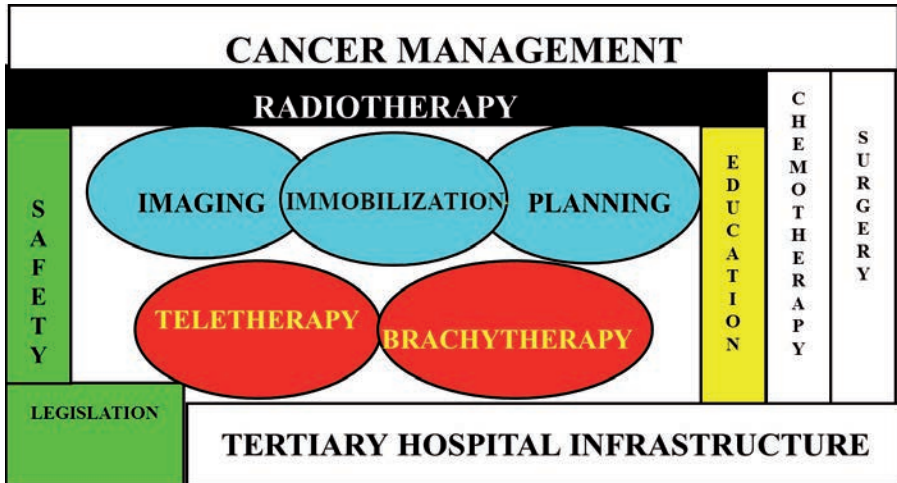 CANCER MANAGEMENT
RADIOTHERAPY
SAFETY
IMAGING
IMMOBILIZATION
PLANNING
TELETHERAPY
BRACHYTHERAPY
EDUCATION
CHEMOTHERAPY
SURGERY
LEGISLATION
TERTIARY HOSPITAL INFRASTRUCTURE